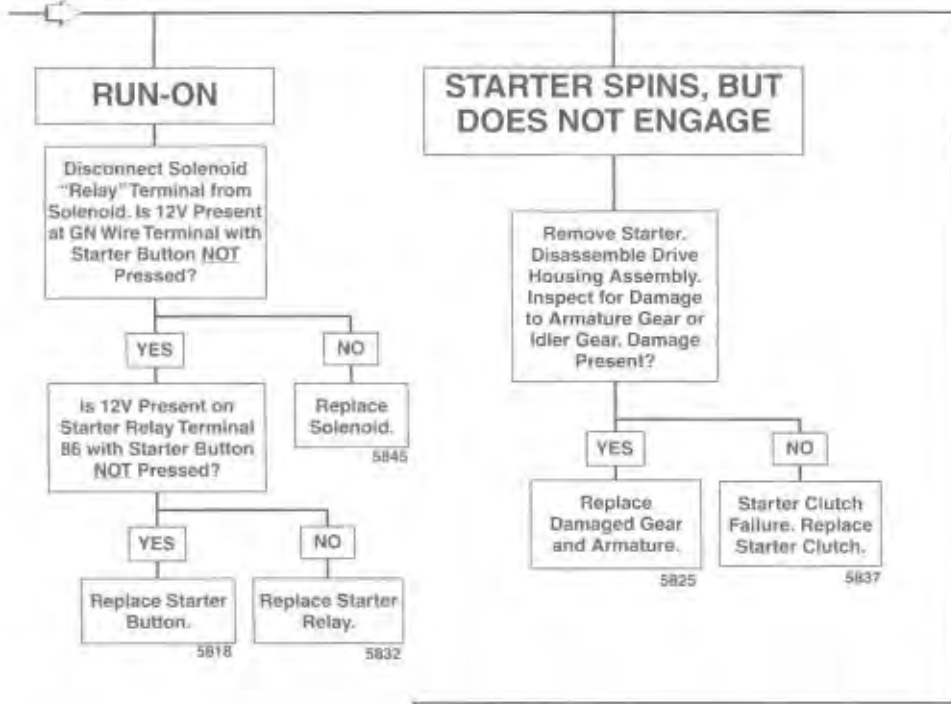 RUN-ON
Disconnect Solenoid
"Relay" Terminal from
Solenoid. Is 12V Present
at GN Wire Terminal with
Starter Button NOT
Pressed?
YES
NO
Is 12V Present on
Starter Relay Terminal
86 with Starter Button
NOT Pressed?
Replace
Solenoid.
5845
YES
NO
Replace Starter
Button.
5818
Replace Starter
Relay.
5832
STARTER SPINS, BUT
DOES NOT ENGAGE
Remove Starter.
Disassemble Drive
Housing Assembly.
Inspect for Damage
to Armature Gear or
Idler Gear. Damage
Present?
YES
NO
Replace
Damaged Gear
and Armature.
5825
Starter Clutch
Failure. Replace
Starter Clutch.
5837